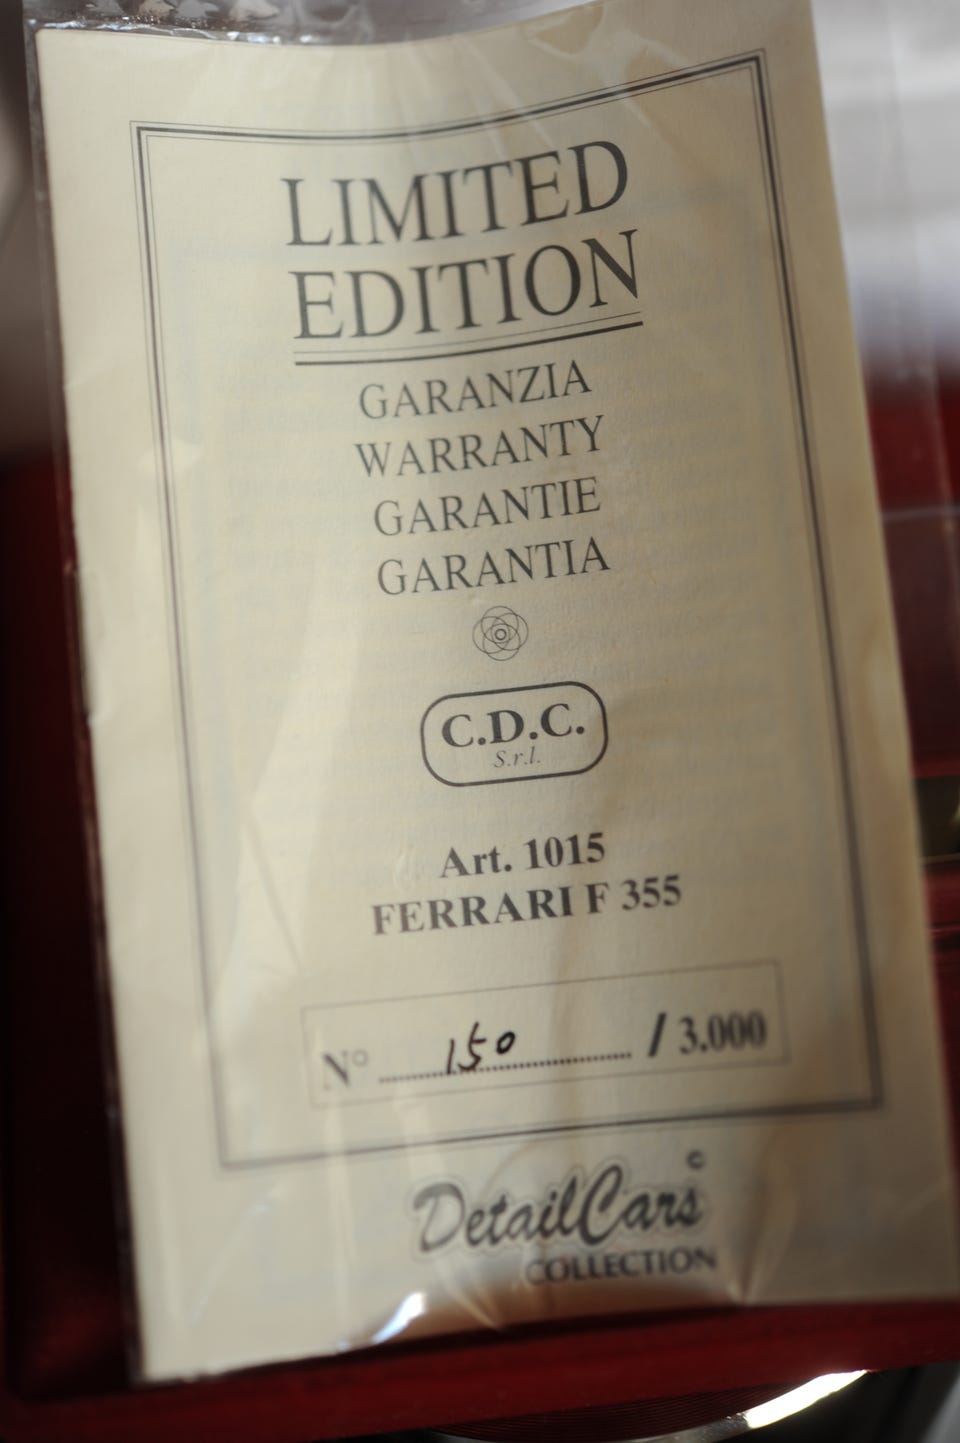 LIMITED
EDITION
GARANZIA
WARRANTY
GARANTIE
GARANTIA
C.D.C.
S.r.l.
Art. 1015
FERRARI F 355
N° 150 / 3.000
DetailCars ©
COLLECTION